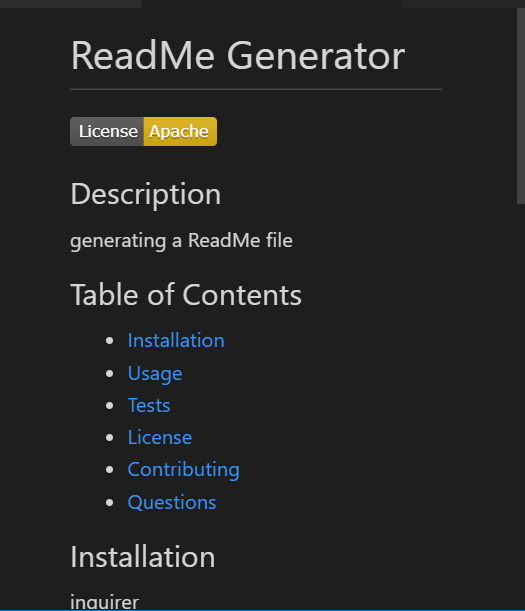 ReadMe Generator
License Apache
Description
generating a ReadMe file
Table of Contents
Installation
Usage
Tests
License
Contributing
Questions
Installation
inquirer